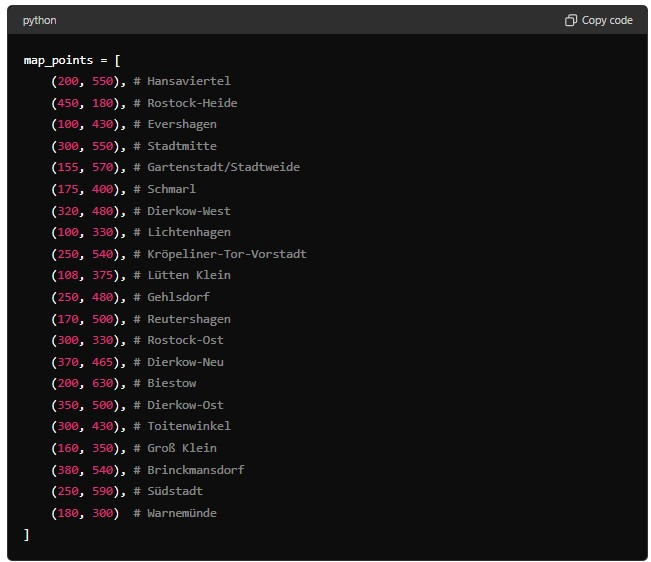 python
Copy code
map_points = [
(200, 550), # Hansaviertel
(450, 180), # Rostock-Heide
(100, 430), # Evershagen
(300, 550), # Stadtmitte
(155, 570), # Gartenstadt/Stadtweide
(175, 400), # Schmarl
(320, 480), # Dierkow-West
(100, 330), # Lichtenhagen
(250, 540), # Kröpeliner-Tor-Vorstadt
(108, 375), # Lütten Klein
(250, 480), # Gehlsdorf
(170, 500), # Reutershagen
(300, 330), # Rostock-Ost
(370, 465), # Dierkow-Neu
(200, 630), # Biestow
(350, 500), # Dierkow-Ost
(300, 430), # Toitenwinkel
(160, 350), # Groß Klein
(380, 540), # Brinckmansdorf
(250, 590), # Südstadt
(180, 300)  # Warnemünde
]